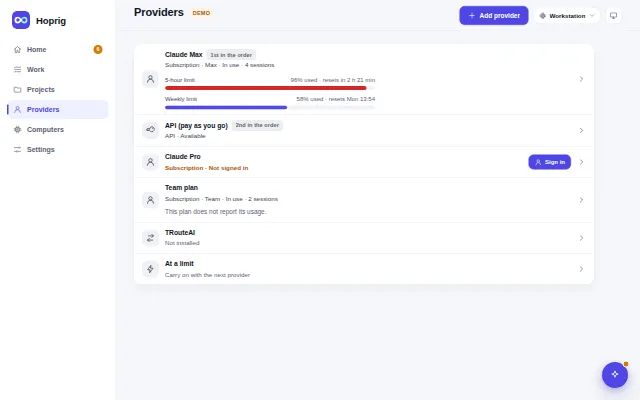 Hoprig
Home
6
Work
Projects
Providers
Computers
Settings
Providers
DEMO
Add provider
Workstation
Claude Max
1st in the order
Subscription · Max · In use · 4 sessions
5-hour limit
96% used · resets in 2 h 21 min
Weekly limit
58% used · resets Mon 13:54
API (pay as you go)
2nd in the order
API · Available
Claude Pro
Subscription · Not signed in
Sign in
Team plan
Subscription · Team · In use · 2 sessions
This plan does not report its usage.
TRouteAI
Not installed
At a limit
Carry on with the next provider